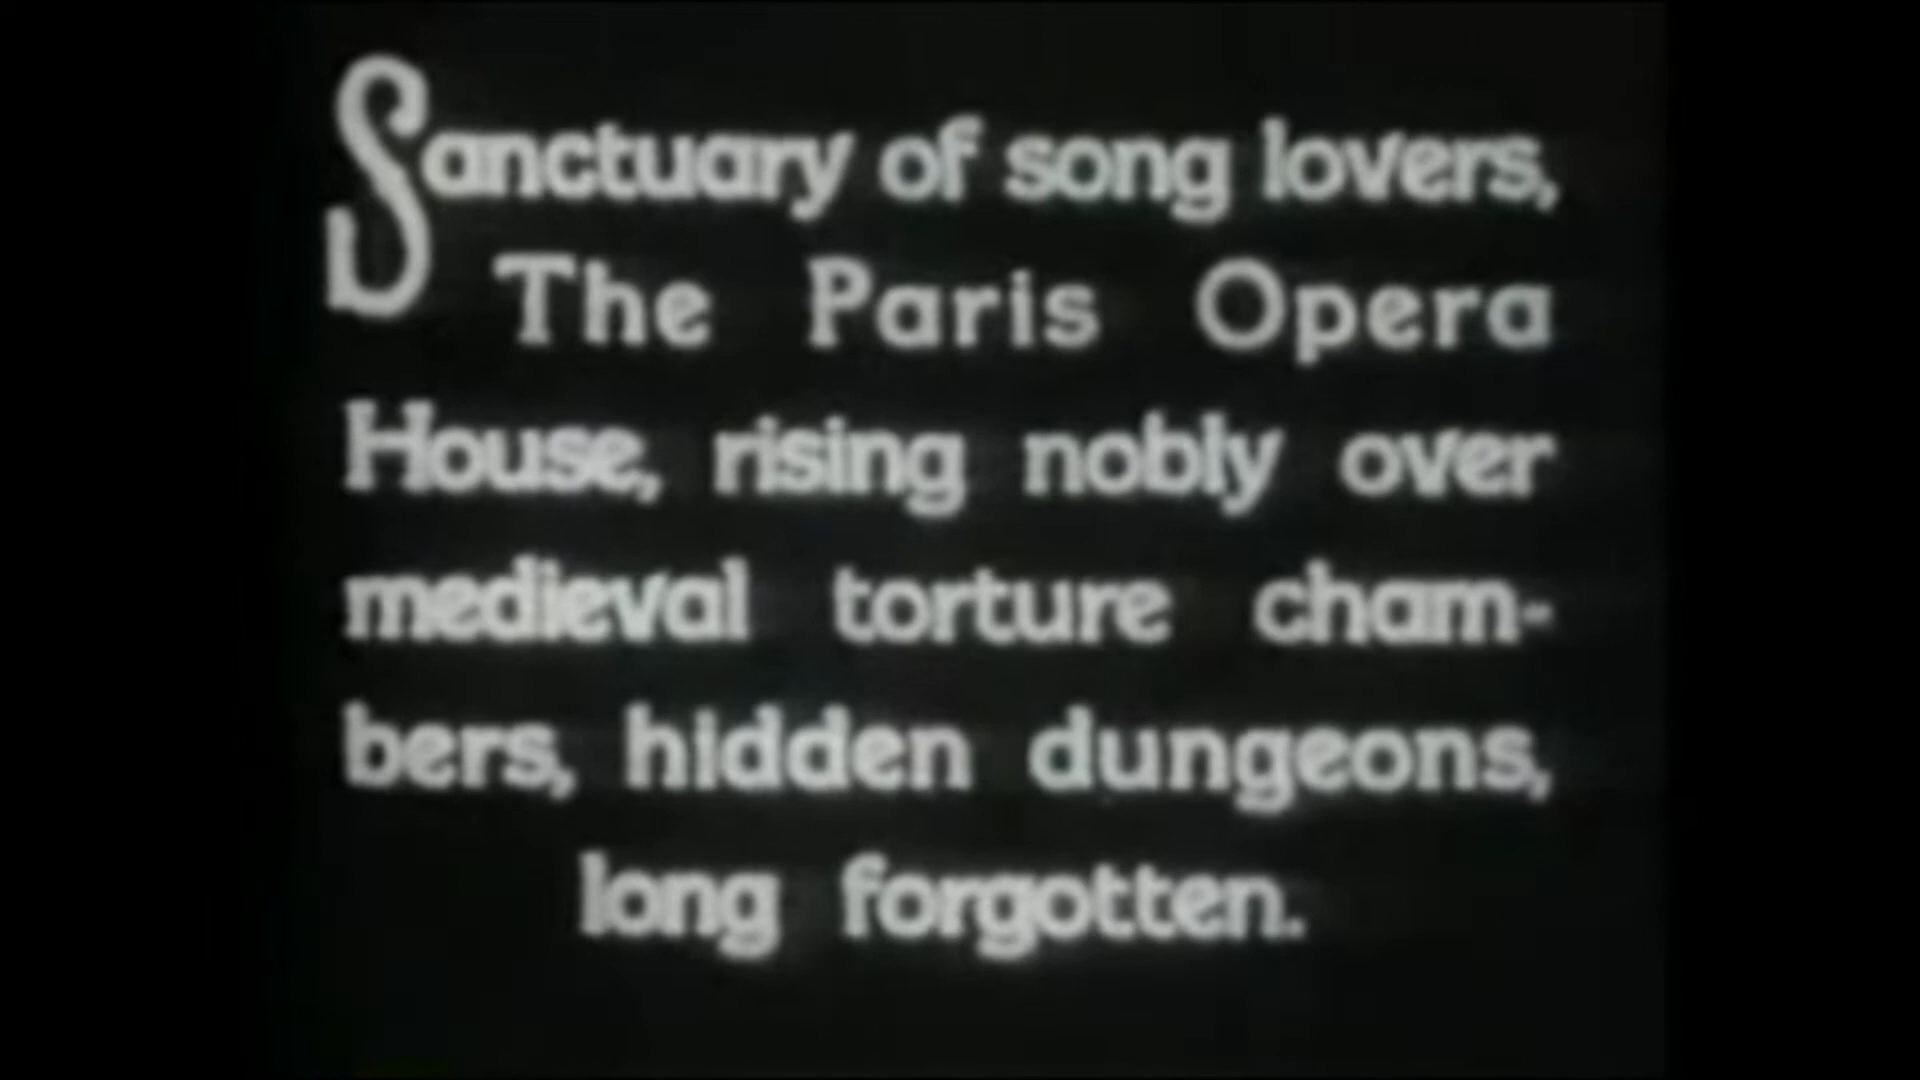 Sanctuary of song lovers,
The Paris Opera
House, rising nobly over
medieval torture cham-
bers, hidden dungeons,
long forgotten.